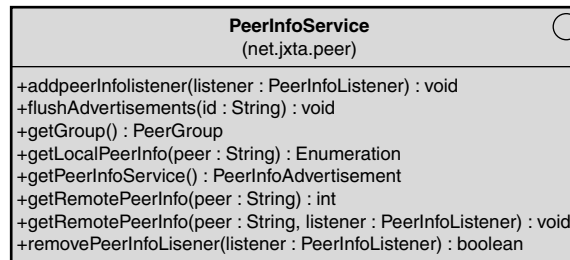 PeerInfoService
(net.jxta.peer)
+addpeerInfolistener(listener : PeerInfoListener) : void
+flushAdvertisements(id : String) : void
+getGroup() : PeerGroup
+getLocalPeerInfo(peer : String) : Enumeration
+getPeerInfoService() : PeerInfoAdvertisement
+getRemotePeerInfo(peer : String) : int
+getRemotePeerInfo(peer : String, listener : PeerInfoListener) : void
+removePeerInfoLisener(listener : PeerInfoListener) : boolean